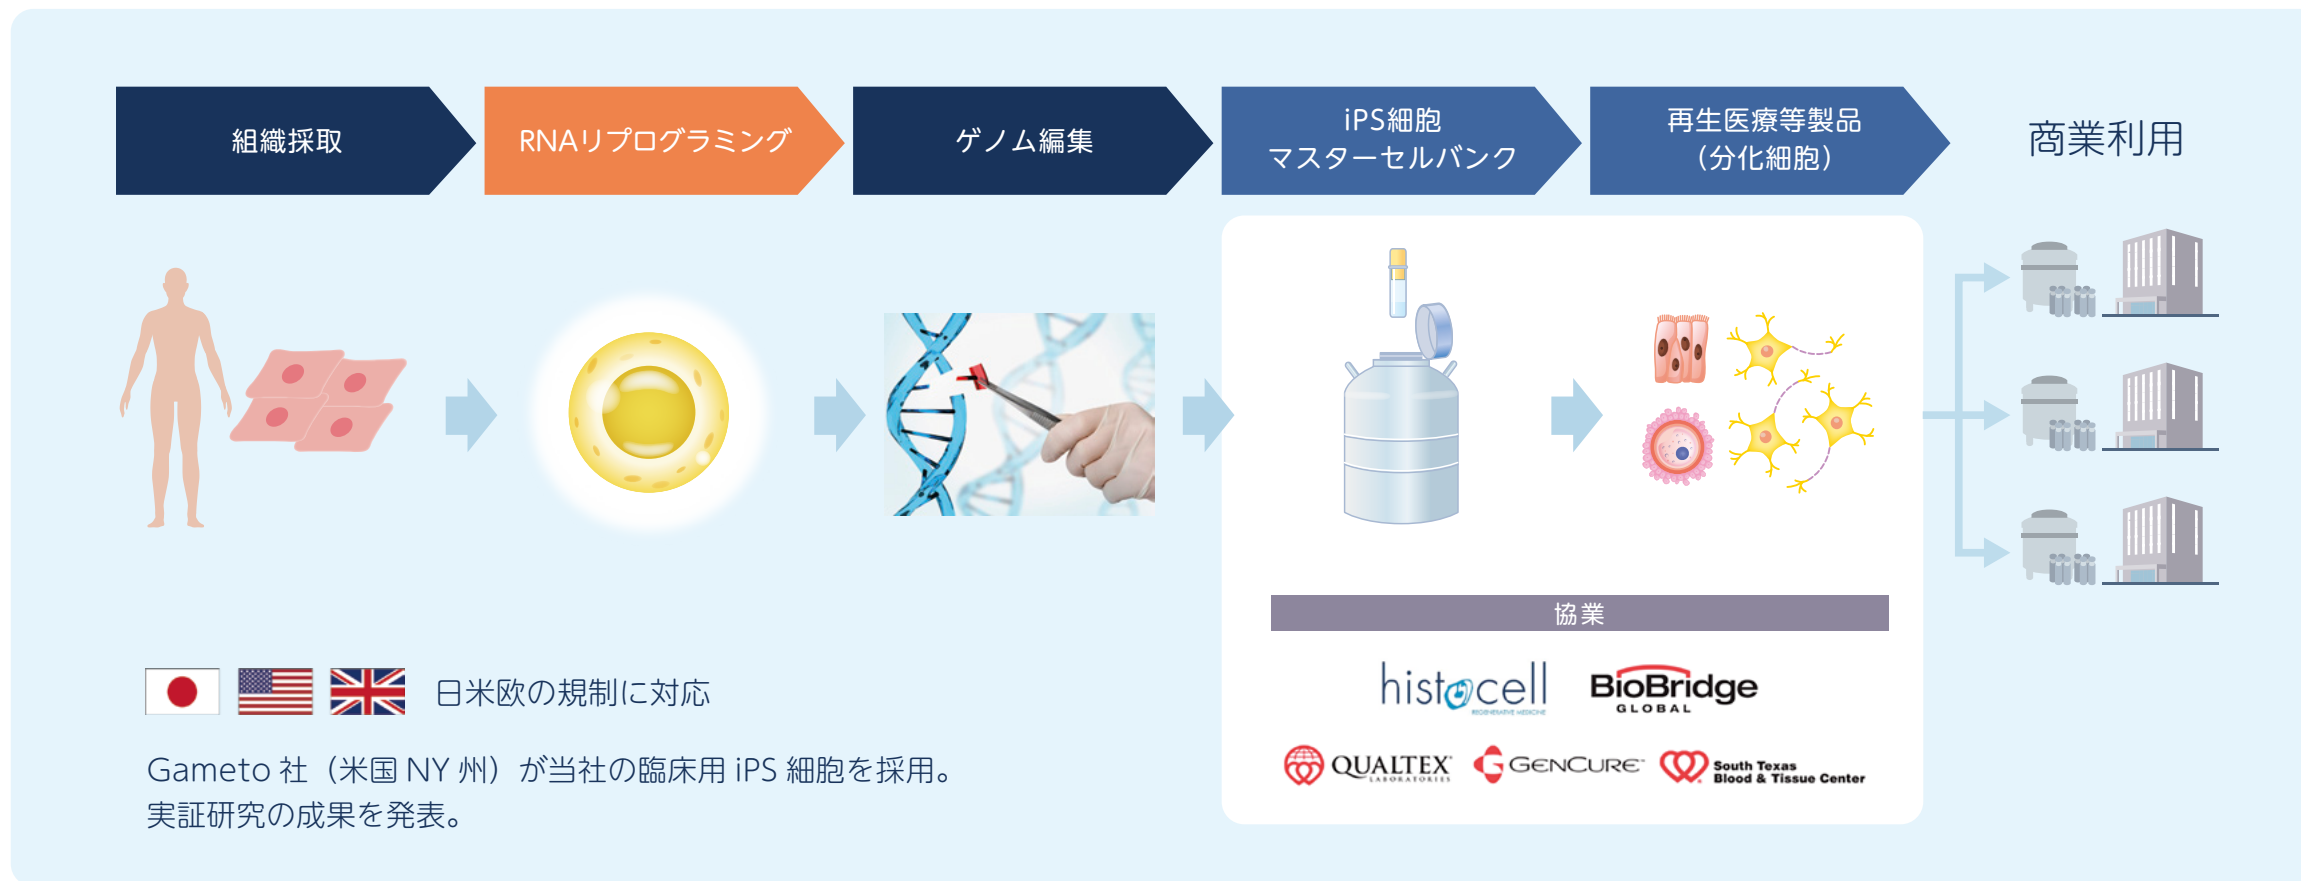 組織採取
RNAリプログラミング
ゲノム編集
iPS細胞
マスターセルバンク
再生医療等製品
（分化細胞）
商業利用
協業
histocell
REGENERATIVE MEDICINE
BioBridge
GLOBAL
QUALTEX
LABORATORIES
GENCURE
South Texas
Blood & Tissue Center
日米欧の規制に対応
Gameto 社（米国 NY 州）が当社の臨床用 iPS 細胞を採用。
実証研究の成果を発表。